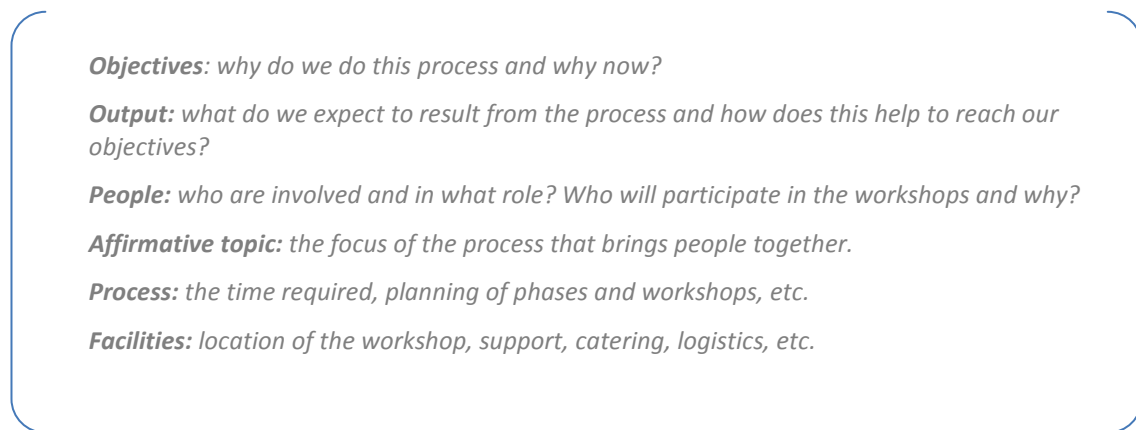 Objectives: why do we do this process and why now?
Output: what do we expect to result from the process and how does this help to reach our
objectives?
People: who are involved and in what role? Who will participate in the workshops and why?
Affirmative topic: the focus of the process that brings people together.
Process: the time required, planning of phases and workshops, etc.
Facilities: location of the workshop, support, catering, logistics, etc.